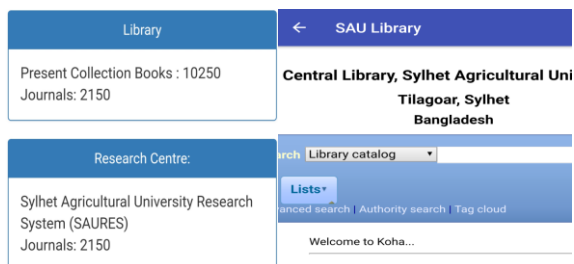 Library
Present Collection Books : 10250
Journals: 2150
Research Centre:
Sylhet Agricultural University Research
System (SAURES)
Journals: 2150
← SAU Library
Central Library, Sylhet Agricultural Uni
Tilagoar, Sylhet
Bangladesh
rch Library catalog
Lists
anced search | Authority search | Tag cloud
Welcome to Koha...